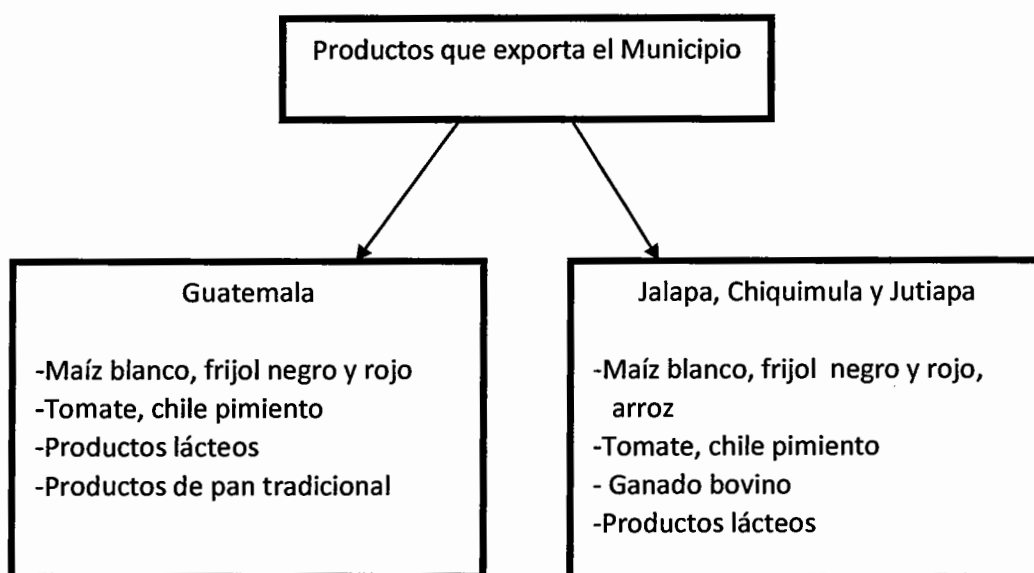 Productos que exporta el Municipio
Guatemala
-Maíz blanco, frijol negro y rojo
-Tomate, chile pimiento
-Productos lácteos
-Productos de pan tradicional
Jalapa, Chiquimula y Jutiapa
-Maíz blanco, frijol  negro y rojo,
arroz
-Tomate, chile pimiento
- Ganado bovino
-Productos lácteos